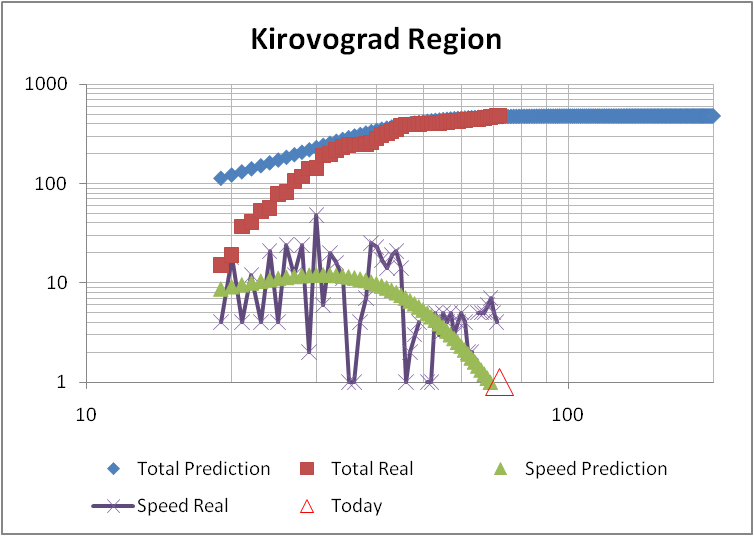 Kirovograd Region
1000
100
10
1
10 100
Total Prediction Total Real Speed Prediction
Speed Real Today